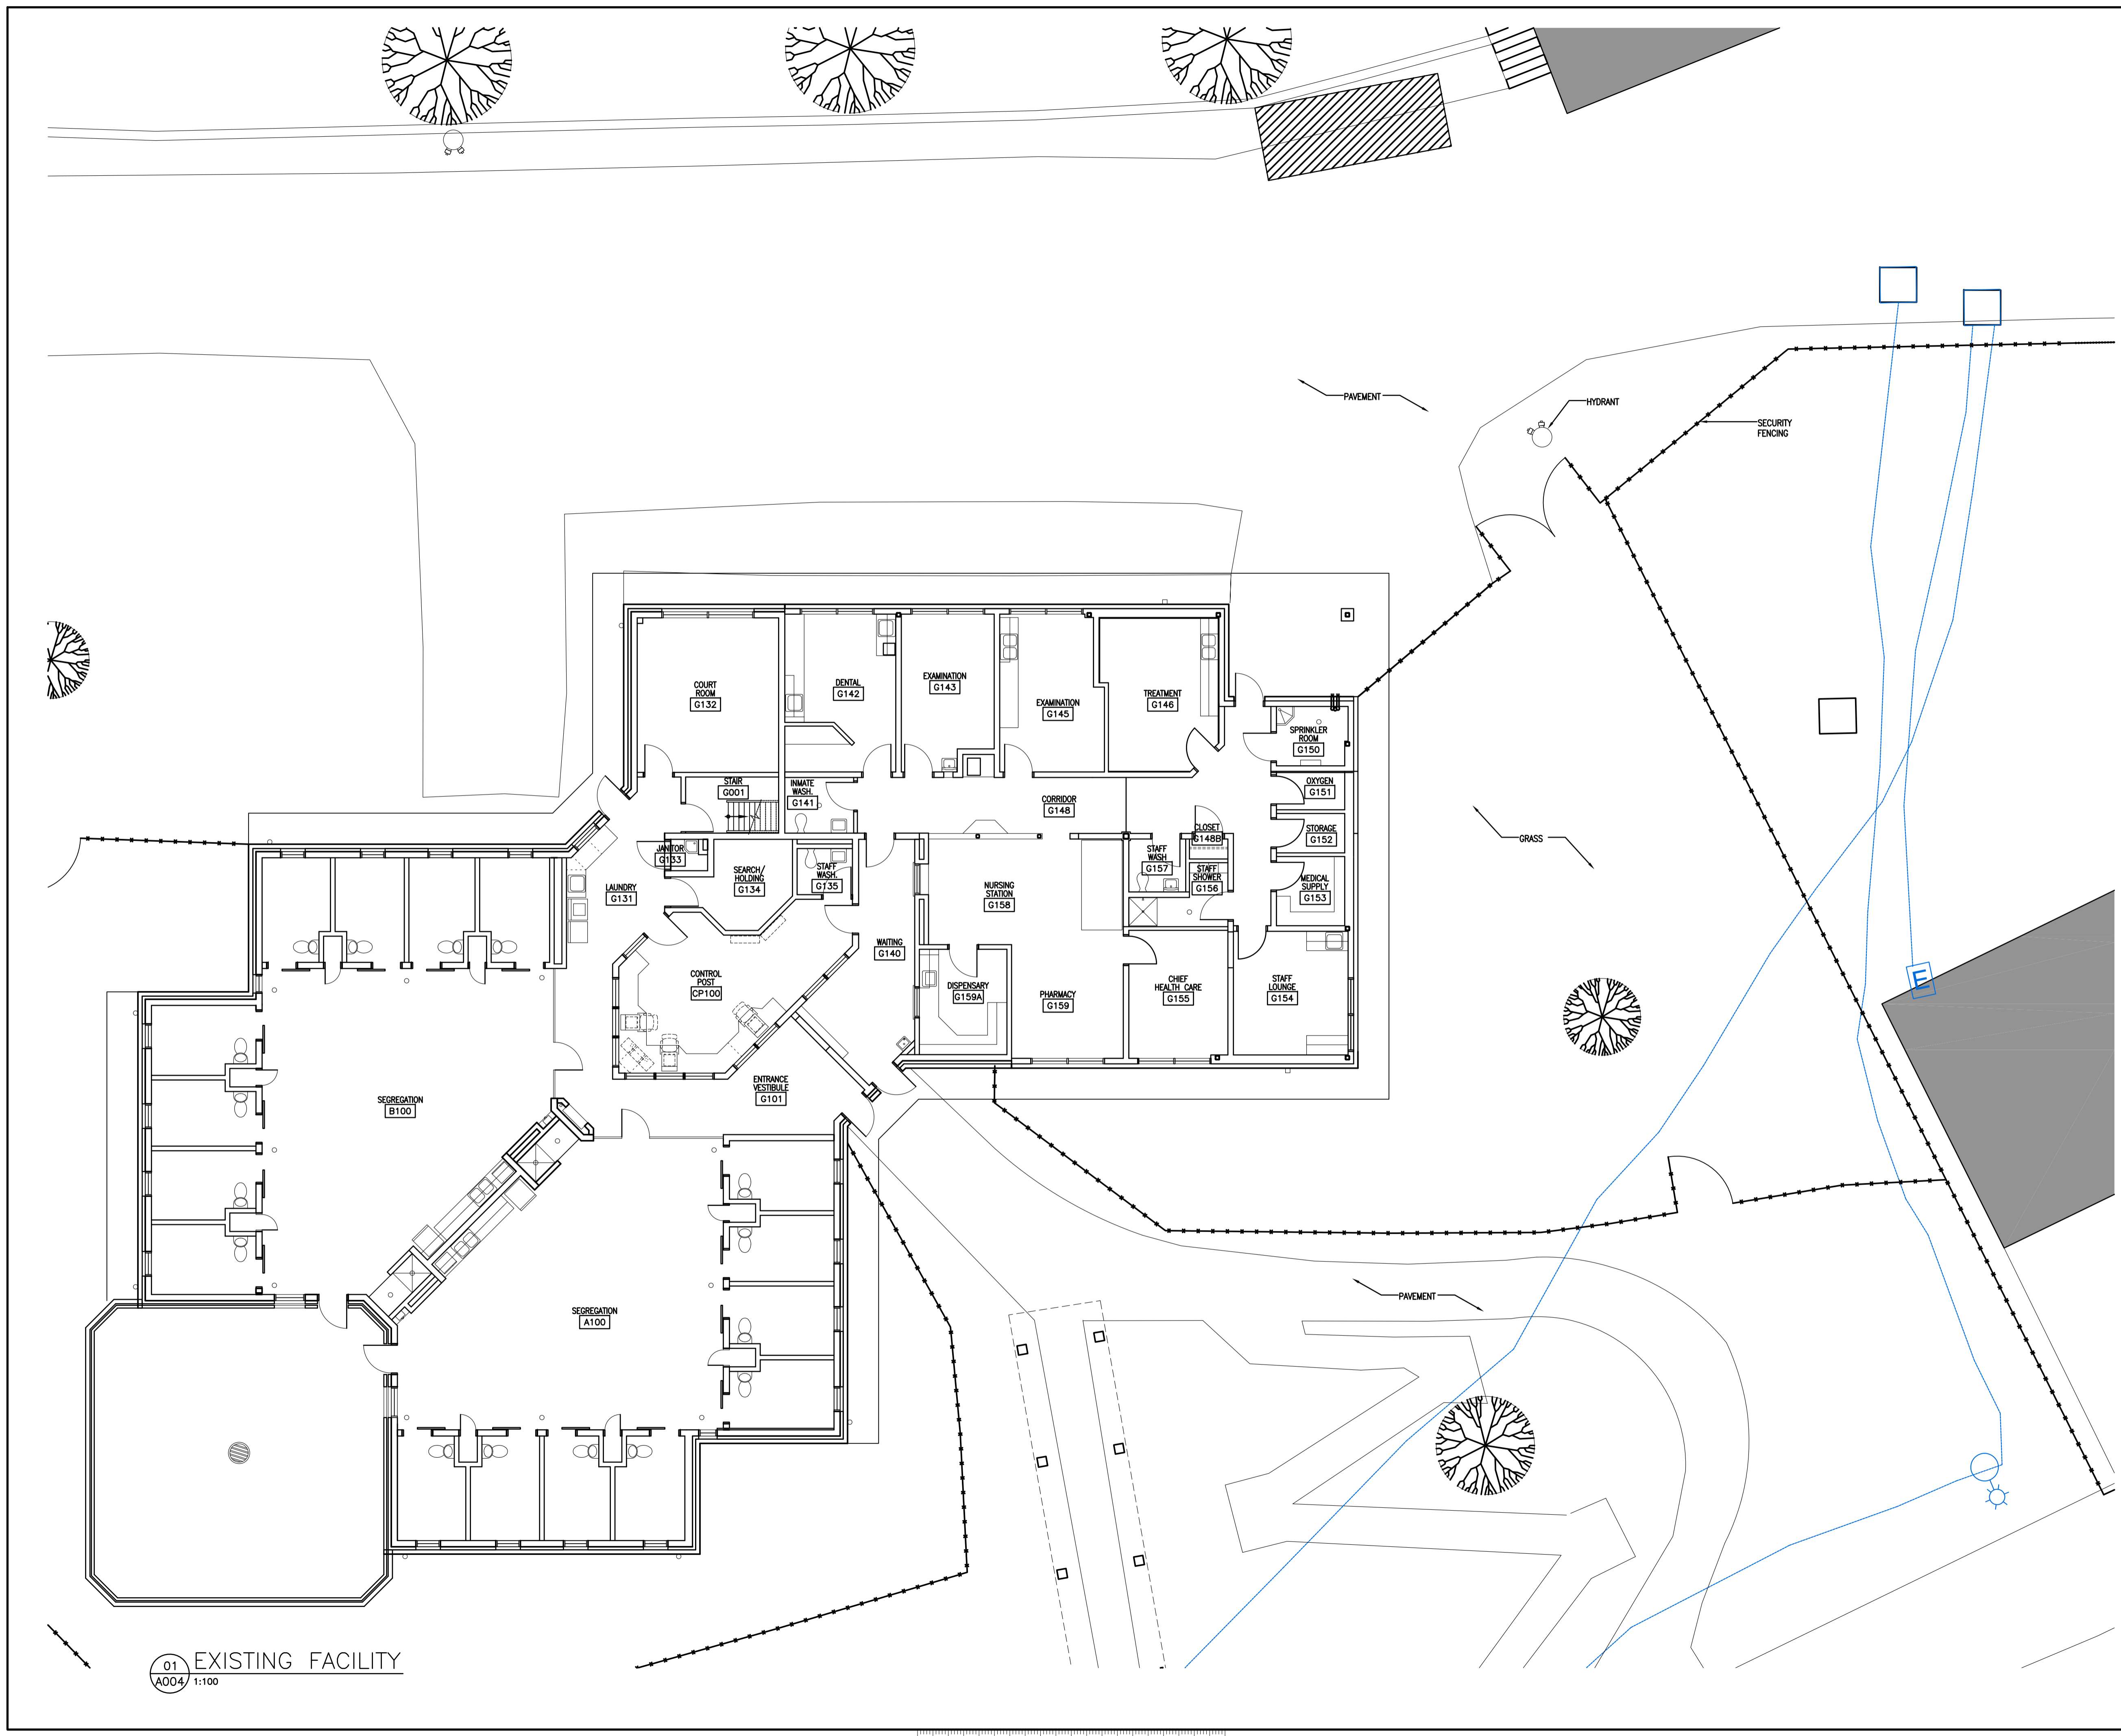 PAVEMENT
HYDRANT
SECURITY
FENCING
COURT
ROOM
G132
DENTAL
G142
EXAMINATION
G143
EXAMINATION
G145
TREATMENT
G146
SPRINKLER
ROOM
G150
STAIR
G001
INMATE
WASH.
G141
CORRIDOR
G148
OXYGEN
G151
CLOSET
G148B
STORAGE
G152
GRASS
JANITOR
G133
SEARCH/
HOLDING
G134
STAFF
WASH.
G135
STAFF
WASH
G157
STAFF
SHOWER
G156
MEDICAL
SUPPLY
G153
LAUNDRY
G131
NURSING
STATION
G158
WAITING
G140
CONTROL
POST
CP100
DISPENSARY
G159A
PHARMACY
G159
CHIEF
HEALTH CARE
G155
STAFF
LOUNGE
G154
E
ENTRANCE
VESTIBULE
G101
SEGREGATION
B100
SEGREGATION
A100
PAVEMENT
01
A004
EXISTING FACILITY
1:100